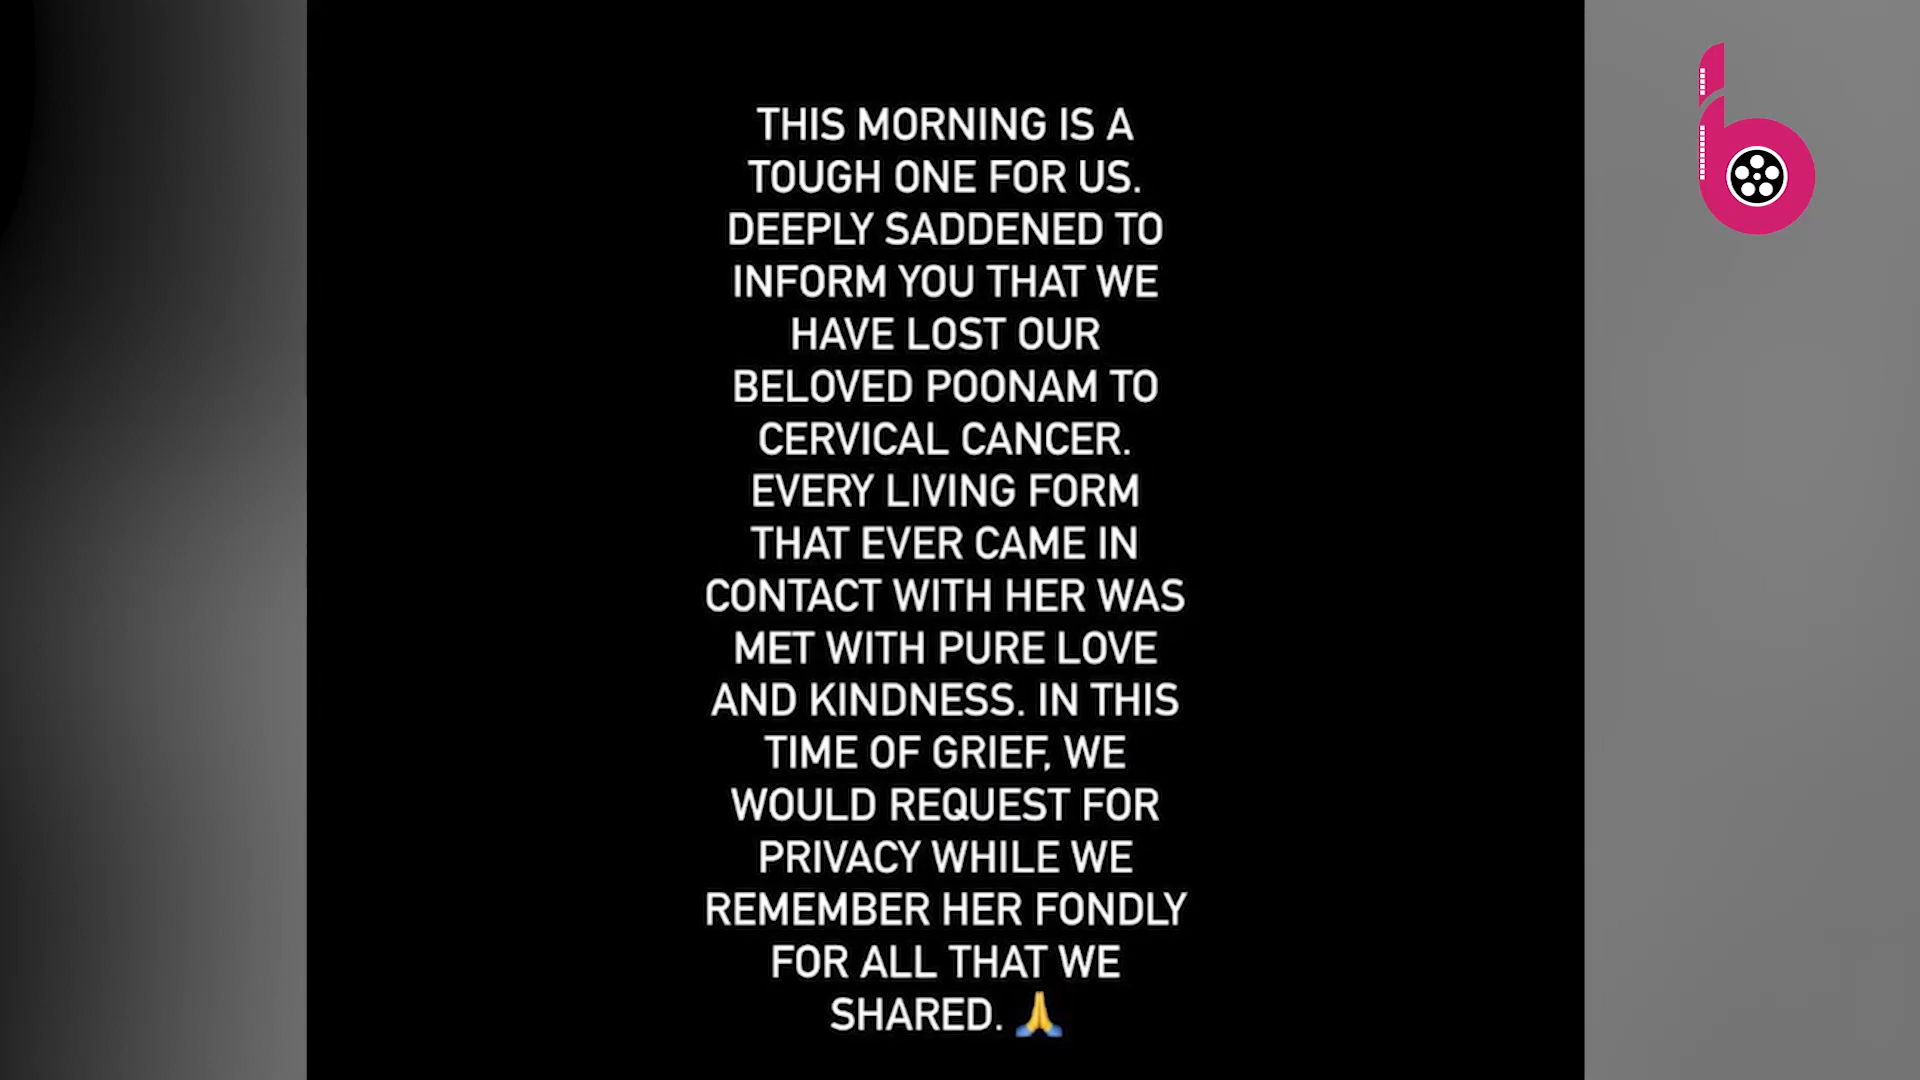 THIS MORNING IS A
TOUGH ONE FOR US.
DEEPLY SADDENED TO
INFORM YOU THAT WE
HAVE LOST OUR
BELOVED POONAM TO
CERVICAL CANCER.
EVERY LIVING FORM
THAT EVER CAME IN
CONTACT WITH HER WAS
MET WITH PURE LOVE
AND KINDNESS. IN THIS
TIME OF GRIEF, WE
WOULD REQUEST FOR
PRIVACY WHILE WE
REMEMBER HER FONDLY
FOR ALL THAT WE
SHARED. 🙏